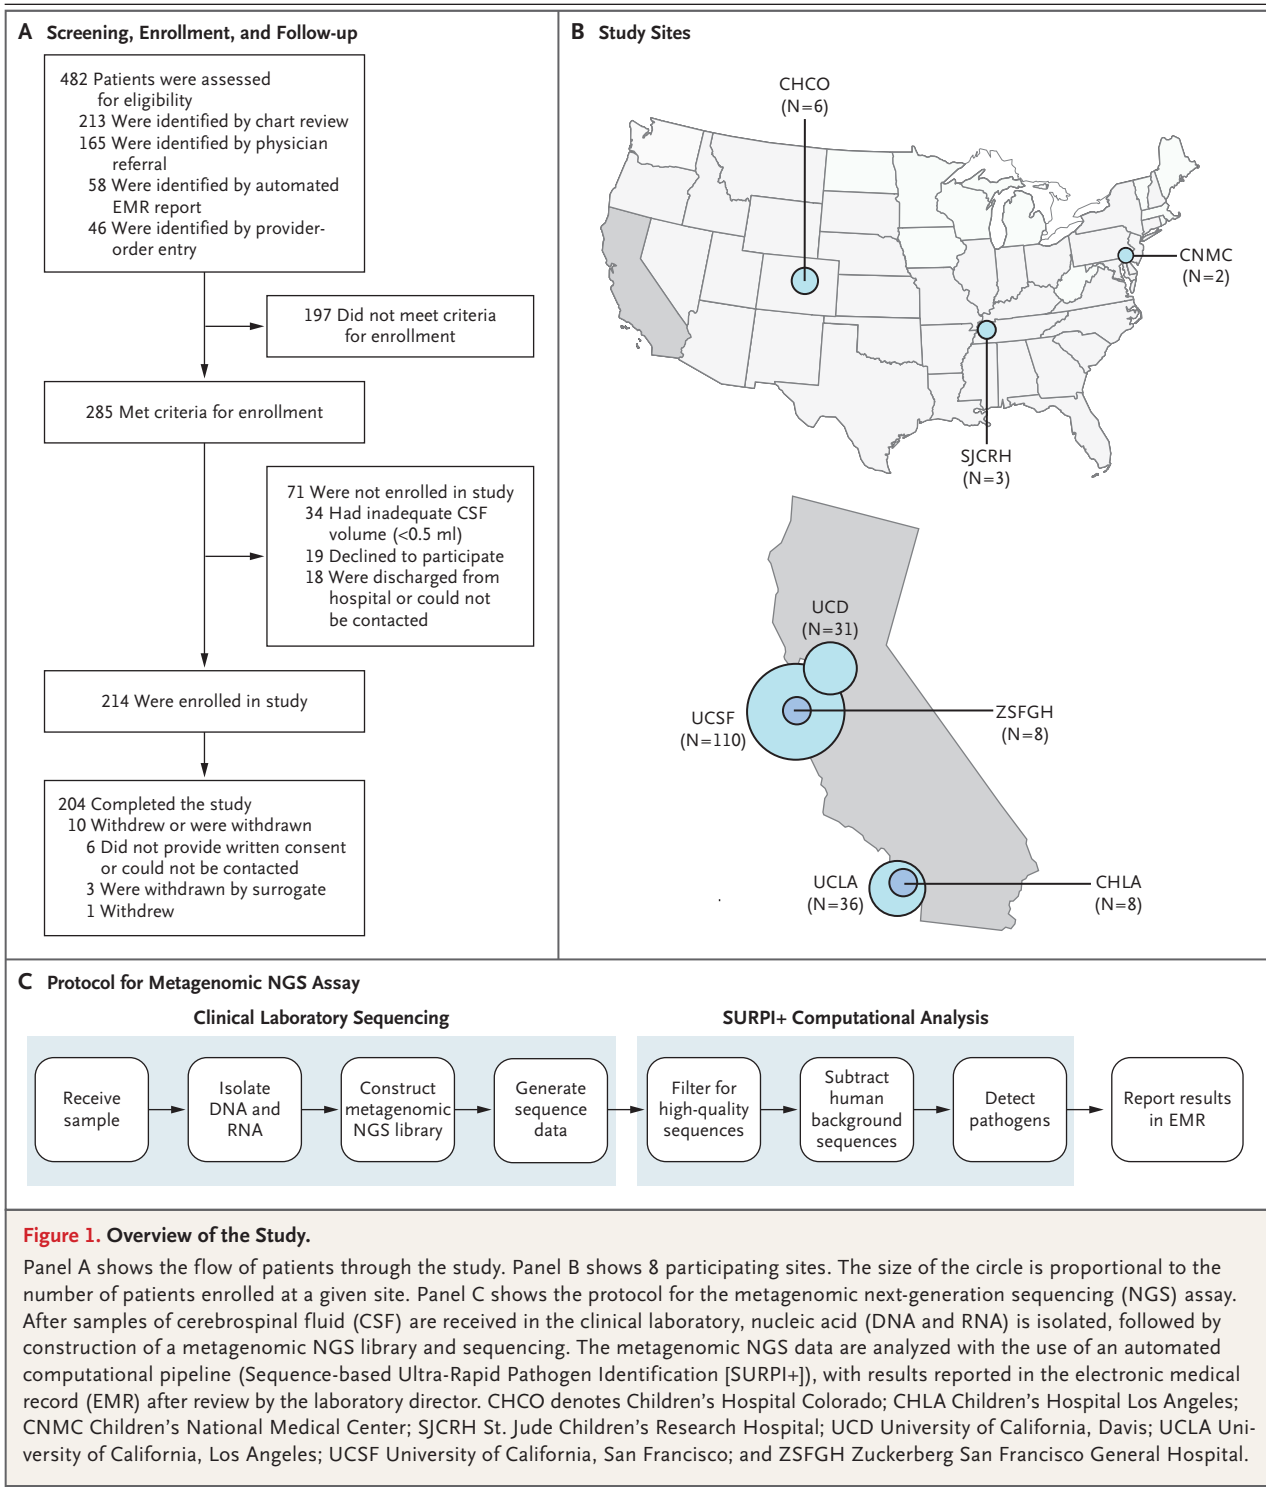 A Screening, Enrollment, and Follow-up
482 Patients were assessed
for eligibility
213 Were identified by chart review
165 Were identified by physician
referral
58 Were identified by automated
EMR report
46 Were identified by provider-
order entry
197 Did not meet criteria
for enrollment
285 Met criteria for enrollment
71 Were not enrolled in study
34 Had inadequate CSF
volume (<0.5 ml)
19 Declined to participate
18 Were discharged from
hospital or could not
be contacted
214 Were enrolled in study
204 Completed the study
10 Withdrew or were withdrawn
6 Did not provide written consent
or could not be contacted
3 Were withdrawn by surrogate
1 Withdrew
B Study Sites
CHCO
(N=6)
CNMC
(N=2)
SJCRH
(N=3)
UCD
(N=31)
UCSF
(N=110)
ZSFGH
(N=8)
UCLA
(N=36)
CHLA
(N=8)
C Protocol for Metagenomic NGS Assay
Clinical Laboratory Sequencing
SURPI+ Computational Analysis
Receive
sample
Isolate
DNA and
RNA
Construct
metagenomic
NGS library
Generate
sequence
data
Filter for
high-quality
sequences
Subtract
human
background
sequences
Detect
pathogens
Report results
in EMR
Figure 1. Overview of the Study.
Panel A shows the flow of patients through the study. Panel B shows 8 participating sites. The size of the circle is proportional to the
number of patients enrolled at a given site. Panel C shows the protocol for the metagenomic next-generation sequencing (NGS) assay.
After samples of cerebrospinal fluid (CSF) are received in the clinical laboratory, nucleic acid (DNA and RNA) is isolated, followed by
construction of a metagenomic NGS library and sequencing. The metagenomic NGS data are analyzed with the use of an automated
computational pipeline (Sequence-based Ultra-Rapid Pathogen Identification [SURPI+]), with results reported in the electronic medical
record (EMR) after review by the laboratory director. CHCO denotes Children's Hospital Colorado; CHLA Children's Hospital Los Angeles;
CNMC Children's National Medical Center; SJCRH St. Jude Children's Research Hospital; UCD University of California, Davis; UCLA Uni-
versity of California, Los Angeles; UCSF University of California, San Francisco; and ZSFGH Zuckerberg San Francisco General Hospital.